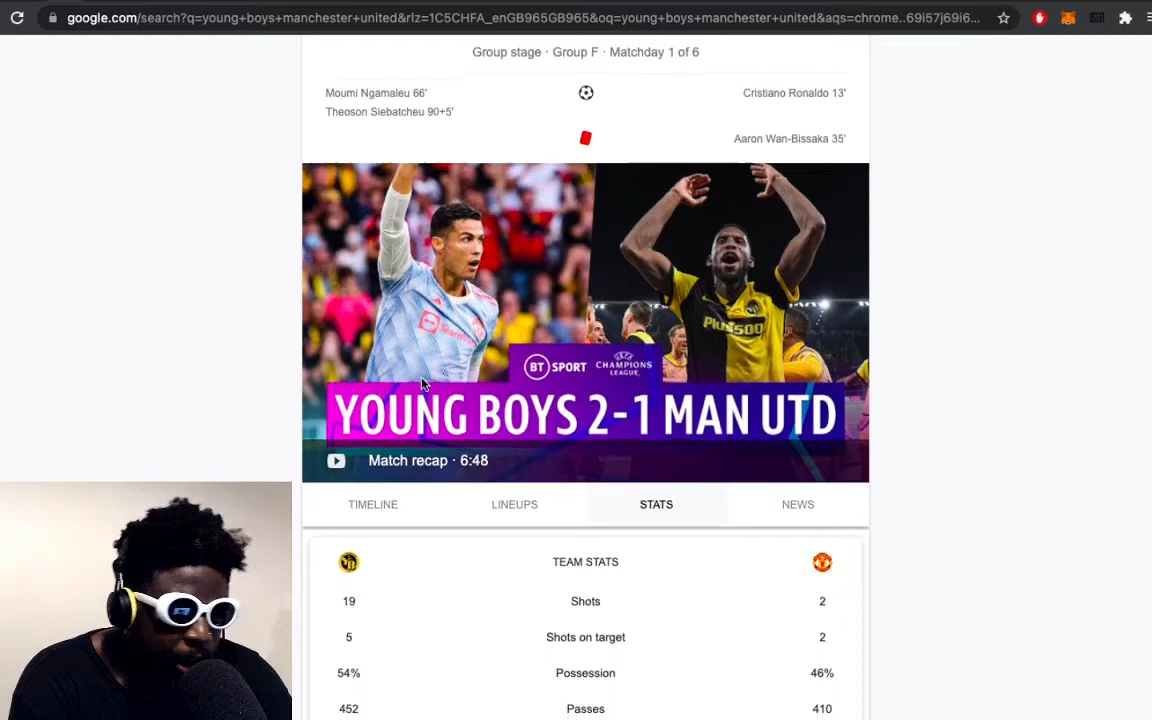 google.com/search?q=young+boys+manchester+united&rlz=1C5CHFA_enGB965GB965&oq=young+boys+manchester+united&aqs=chrome..69i57j69i6...
Group stage · Group F · Matchday 1 of 6
Moumi Ngamaleu 66'
Cristiano Ronaldo 13'
Theoson Siebatcheu 90+5'
Aaron Wan-Bissaka 35'
Plus500
BT SPORT
UEFA CHAMPIONS LEAGUE
YOUNG BOYS 2-1 MAN UTD
Match recap · 6:48
TIMELINE LINEUPS STATS NEWS
TEAM STATS
19 Shots 2
5 Shots on target 2
54% Possession 46%
452 Passes 410